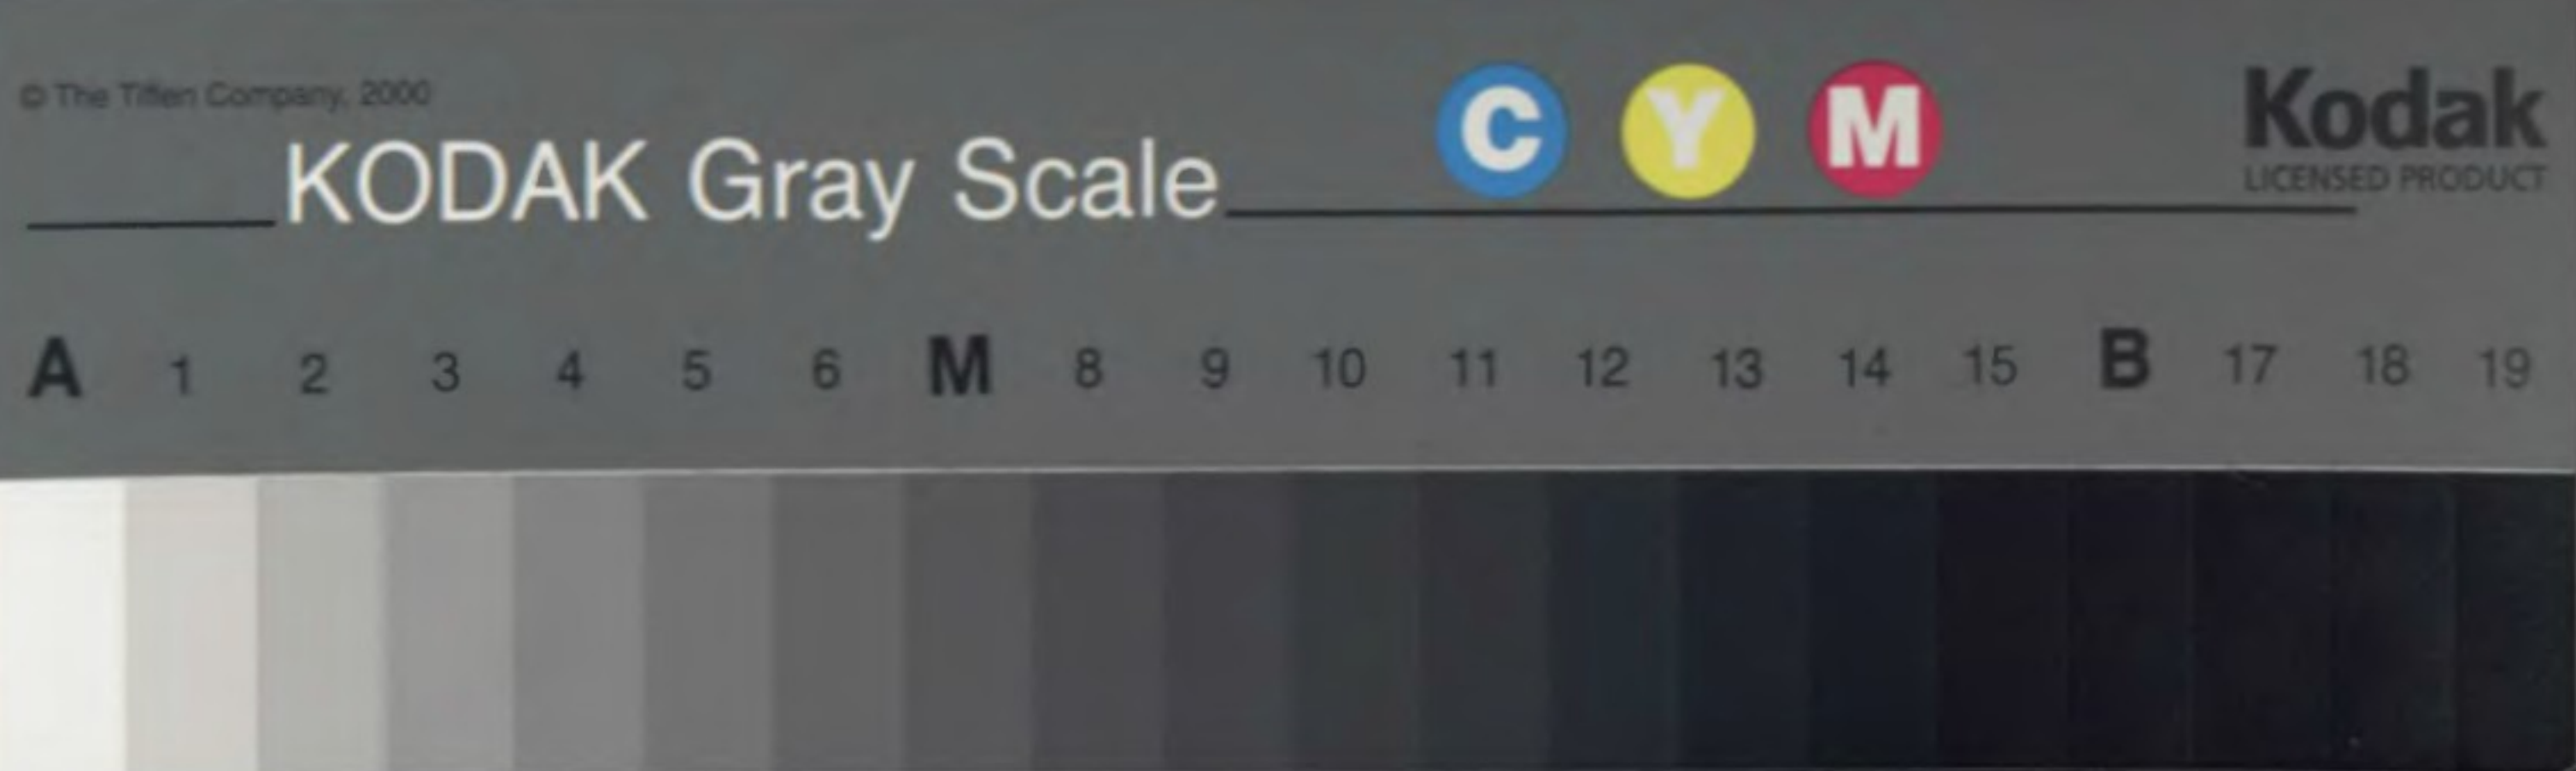 © The Tiffen Company, 2000
KODAK Gray Scale
C Y M
Kodak
LICENSED PRODUCT
A 1 2 3 4 5 6 M 8 9 10 11 12 13 14 15 B 17 18 19